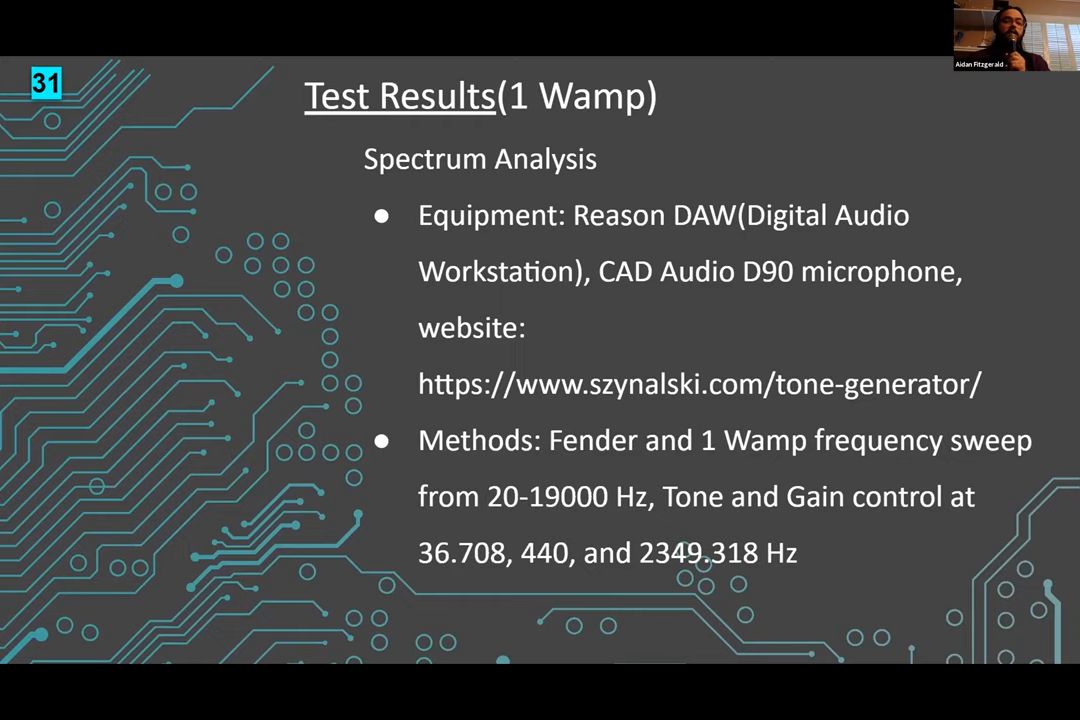 31
Aidan Fitzgerald
Test Results(1 Wamp)
Spectrum Analysis
● Equipment: Reason DAW(Digital Audio
Workstation), CAD Audio D90 microphone,
website:
https://www.szynalski.com/tone-generator/
● Methods: Fender and 1 Wamp frequency sweep
from 20-19000 Hz, Tone and Gain control at
36.708, 440, and 2349.318 Hz